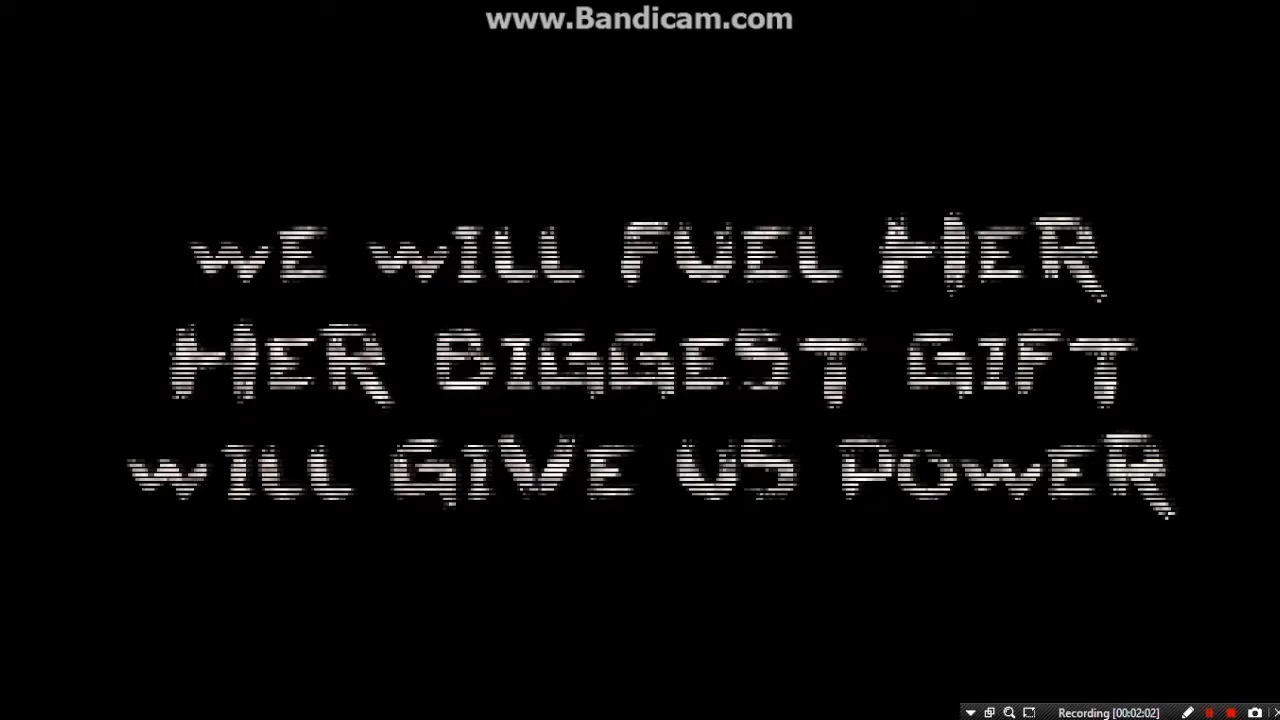 www.Bandicam.com
WE WILL FUEL HER
HER BIGGEST GIFT
WILL GIVE US POWER
Recording [00:02:02]